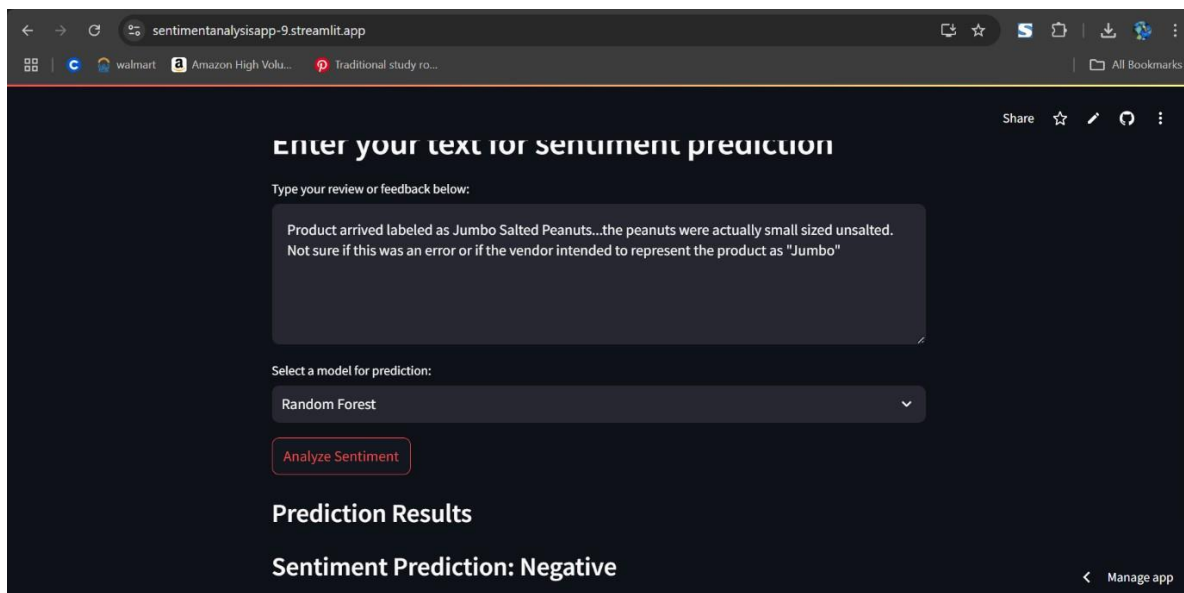 sentimentanalysisapp-9.streamlit.app
walmart Amazon High Volu... Traditional study ro... All Bookmarks
Share
Enter your text for sentiment prediction
Type your review or feedback below:
Product arrived labeled as Jumbo Salted Peanuts...the peanuts were actually small sized unsalted.
Not sure if this was an error or if the vendor intended to represent the product as "Jumbo"
Select a model for prediction:
Random Forest
Analyze Sentiment
Prediction Results
Sentiment Prediction: Negative
Manage app